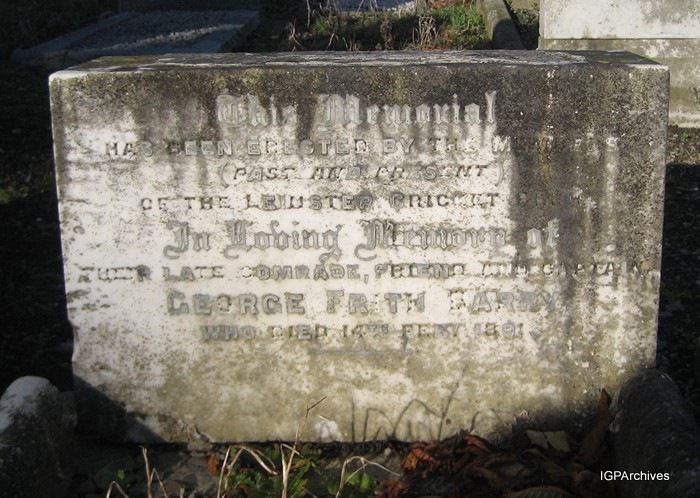 This Memorial
HAS BEEN ERECTED BY THE MEMBERS
(PAST AND PRESENT)
OF THE LEINSTER CRICKET CLUB
In Loving Memory of
THEIR LATE COMRADE, FRIEND AND CAPTAIN
GEORGE FRITH BARRY
WHO DIED 14TH FEBY 1891
IGPArchives